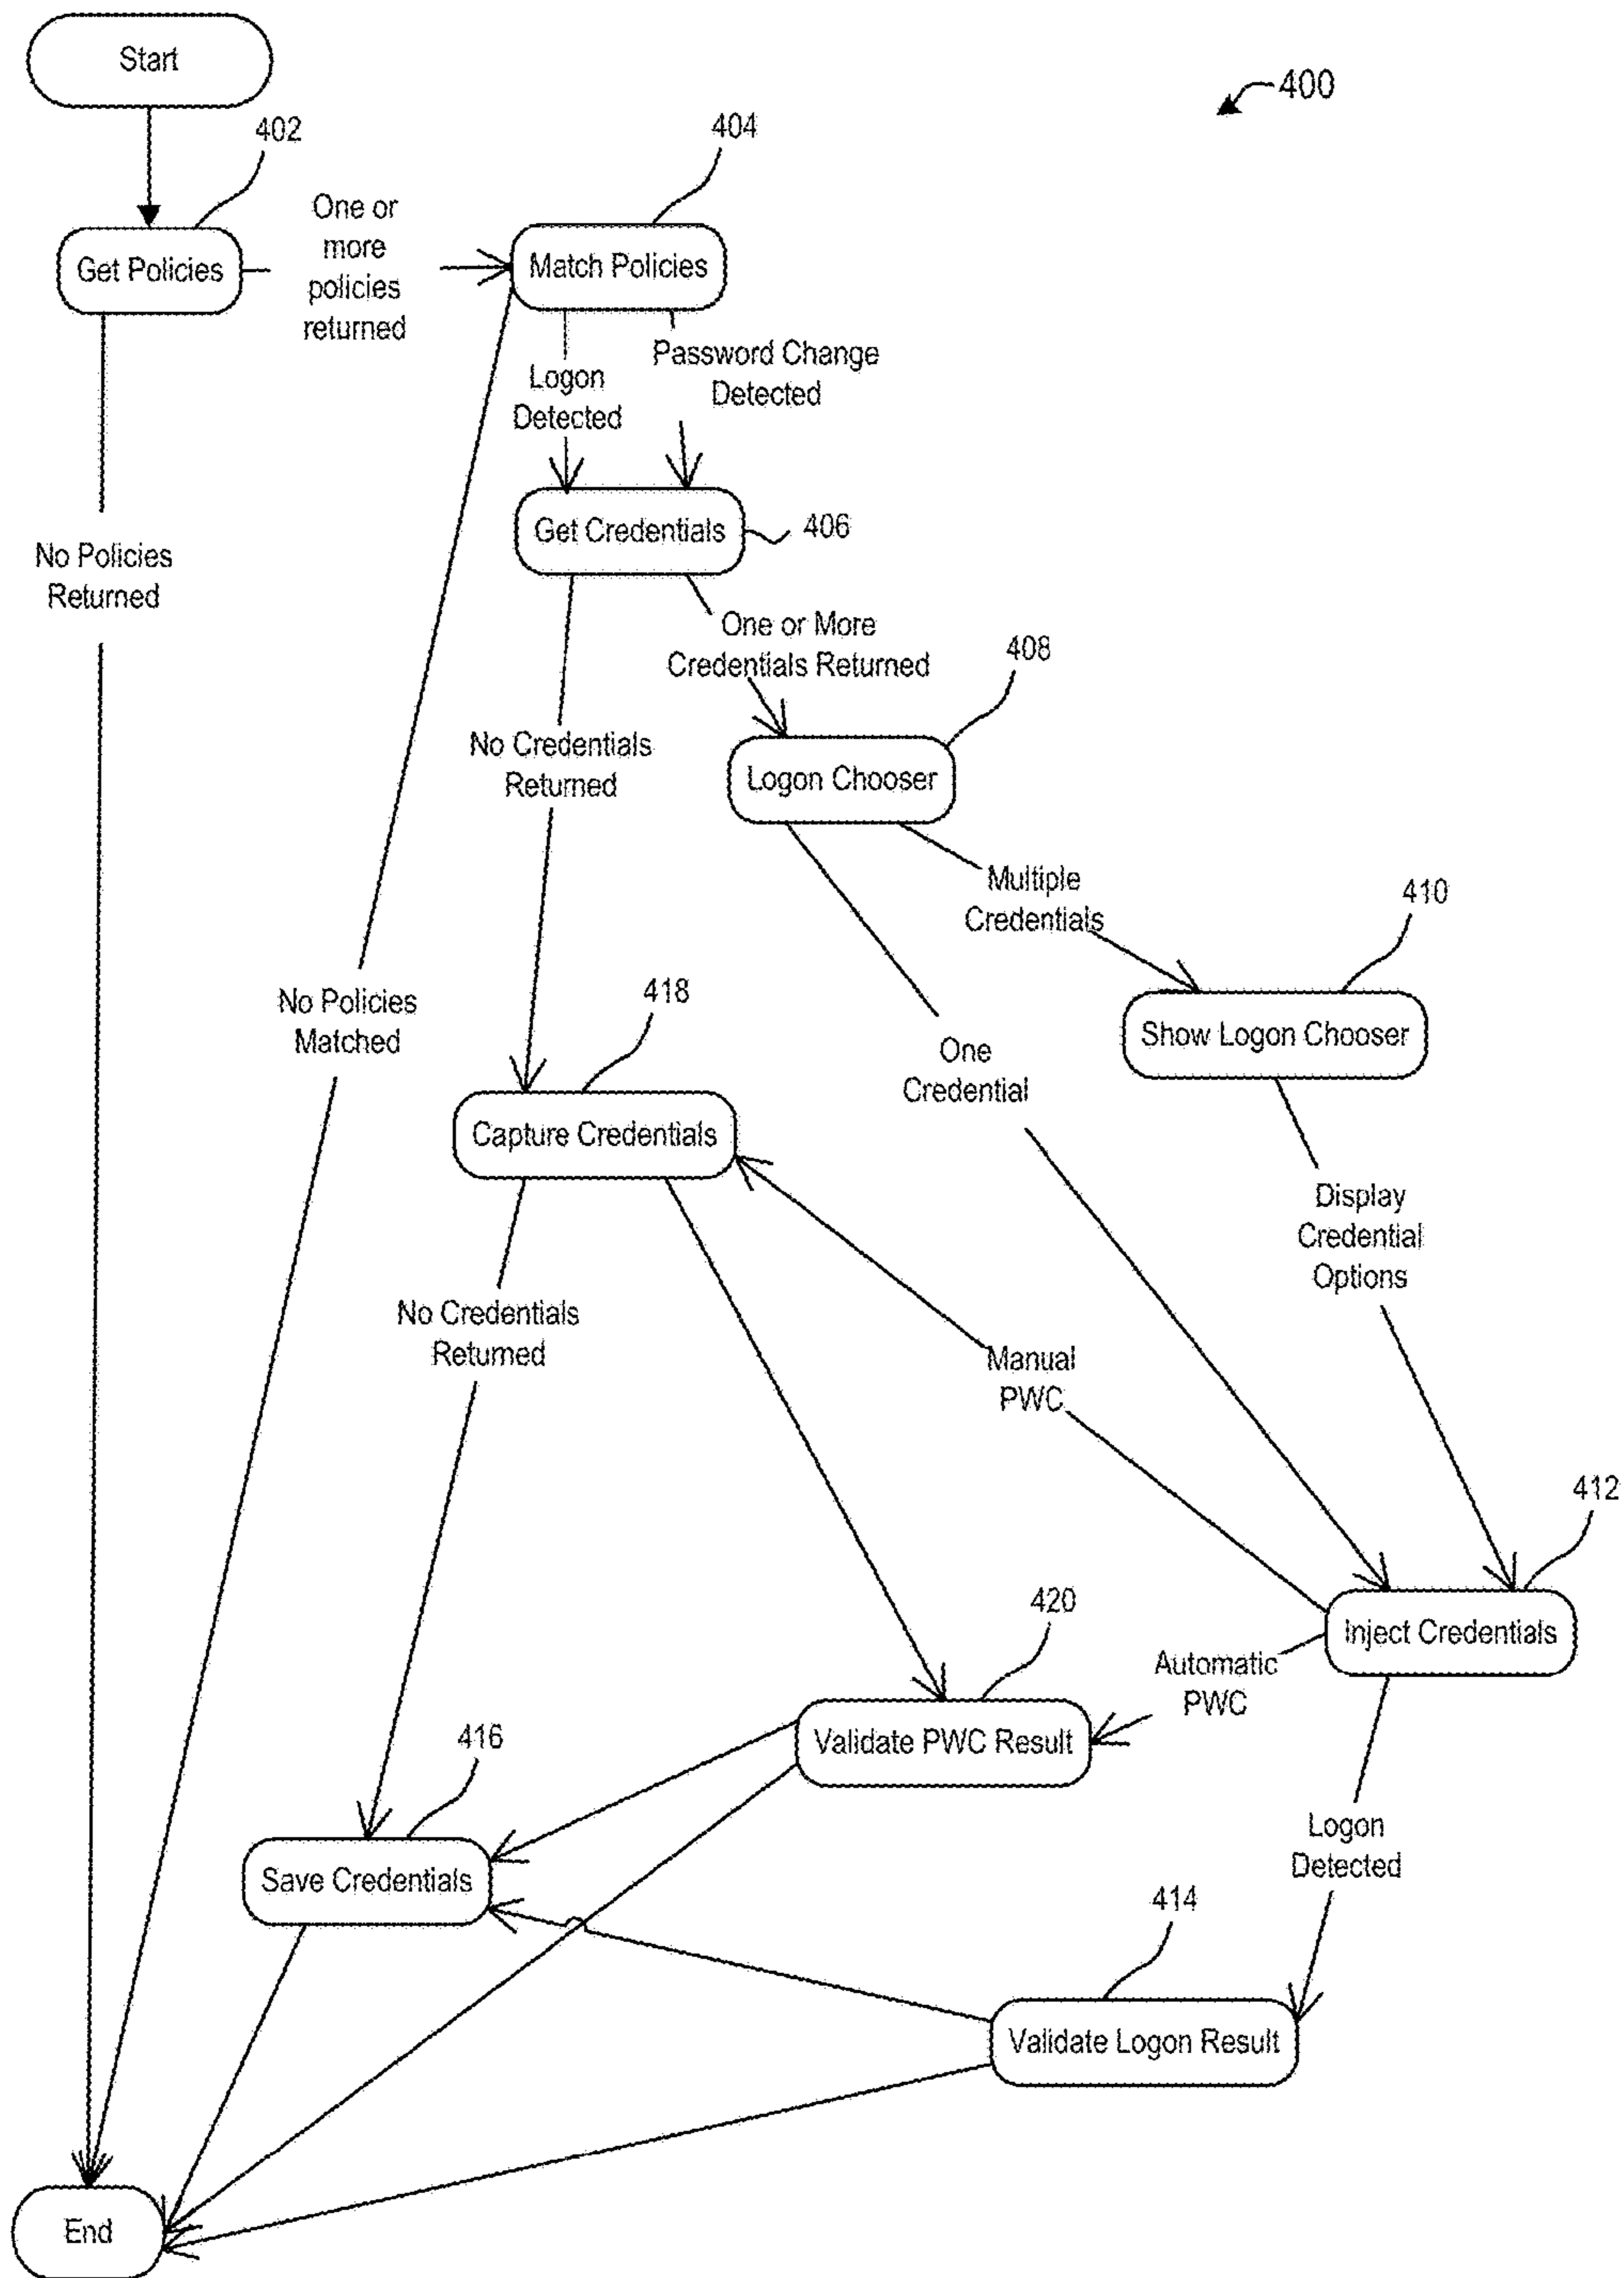 Start
400
402
404
One or
more
policies
returned
Get Policies
Match Policies
Password Change
Detected
Logon
Detected
Get Credentials
406
No Policies
Returned
One or More
Credentials Returned
408
No Credentials
Returned
Logon Chooser
Multiple
Credentials
410
No Policies
Matched
418
Show Logon Chooser
One
Credential
Capture Credentials
Display
Credential
Options
No Credentials
Returned
Manual
PWC
412
420
Inject Credentials
Automatic
PWC
416
Validate PWC Result
Logon
Detected
Save Credentials
414
Validate Logon Result
End